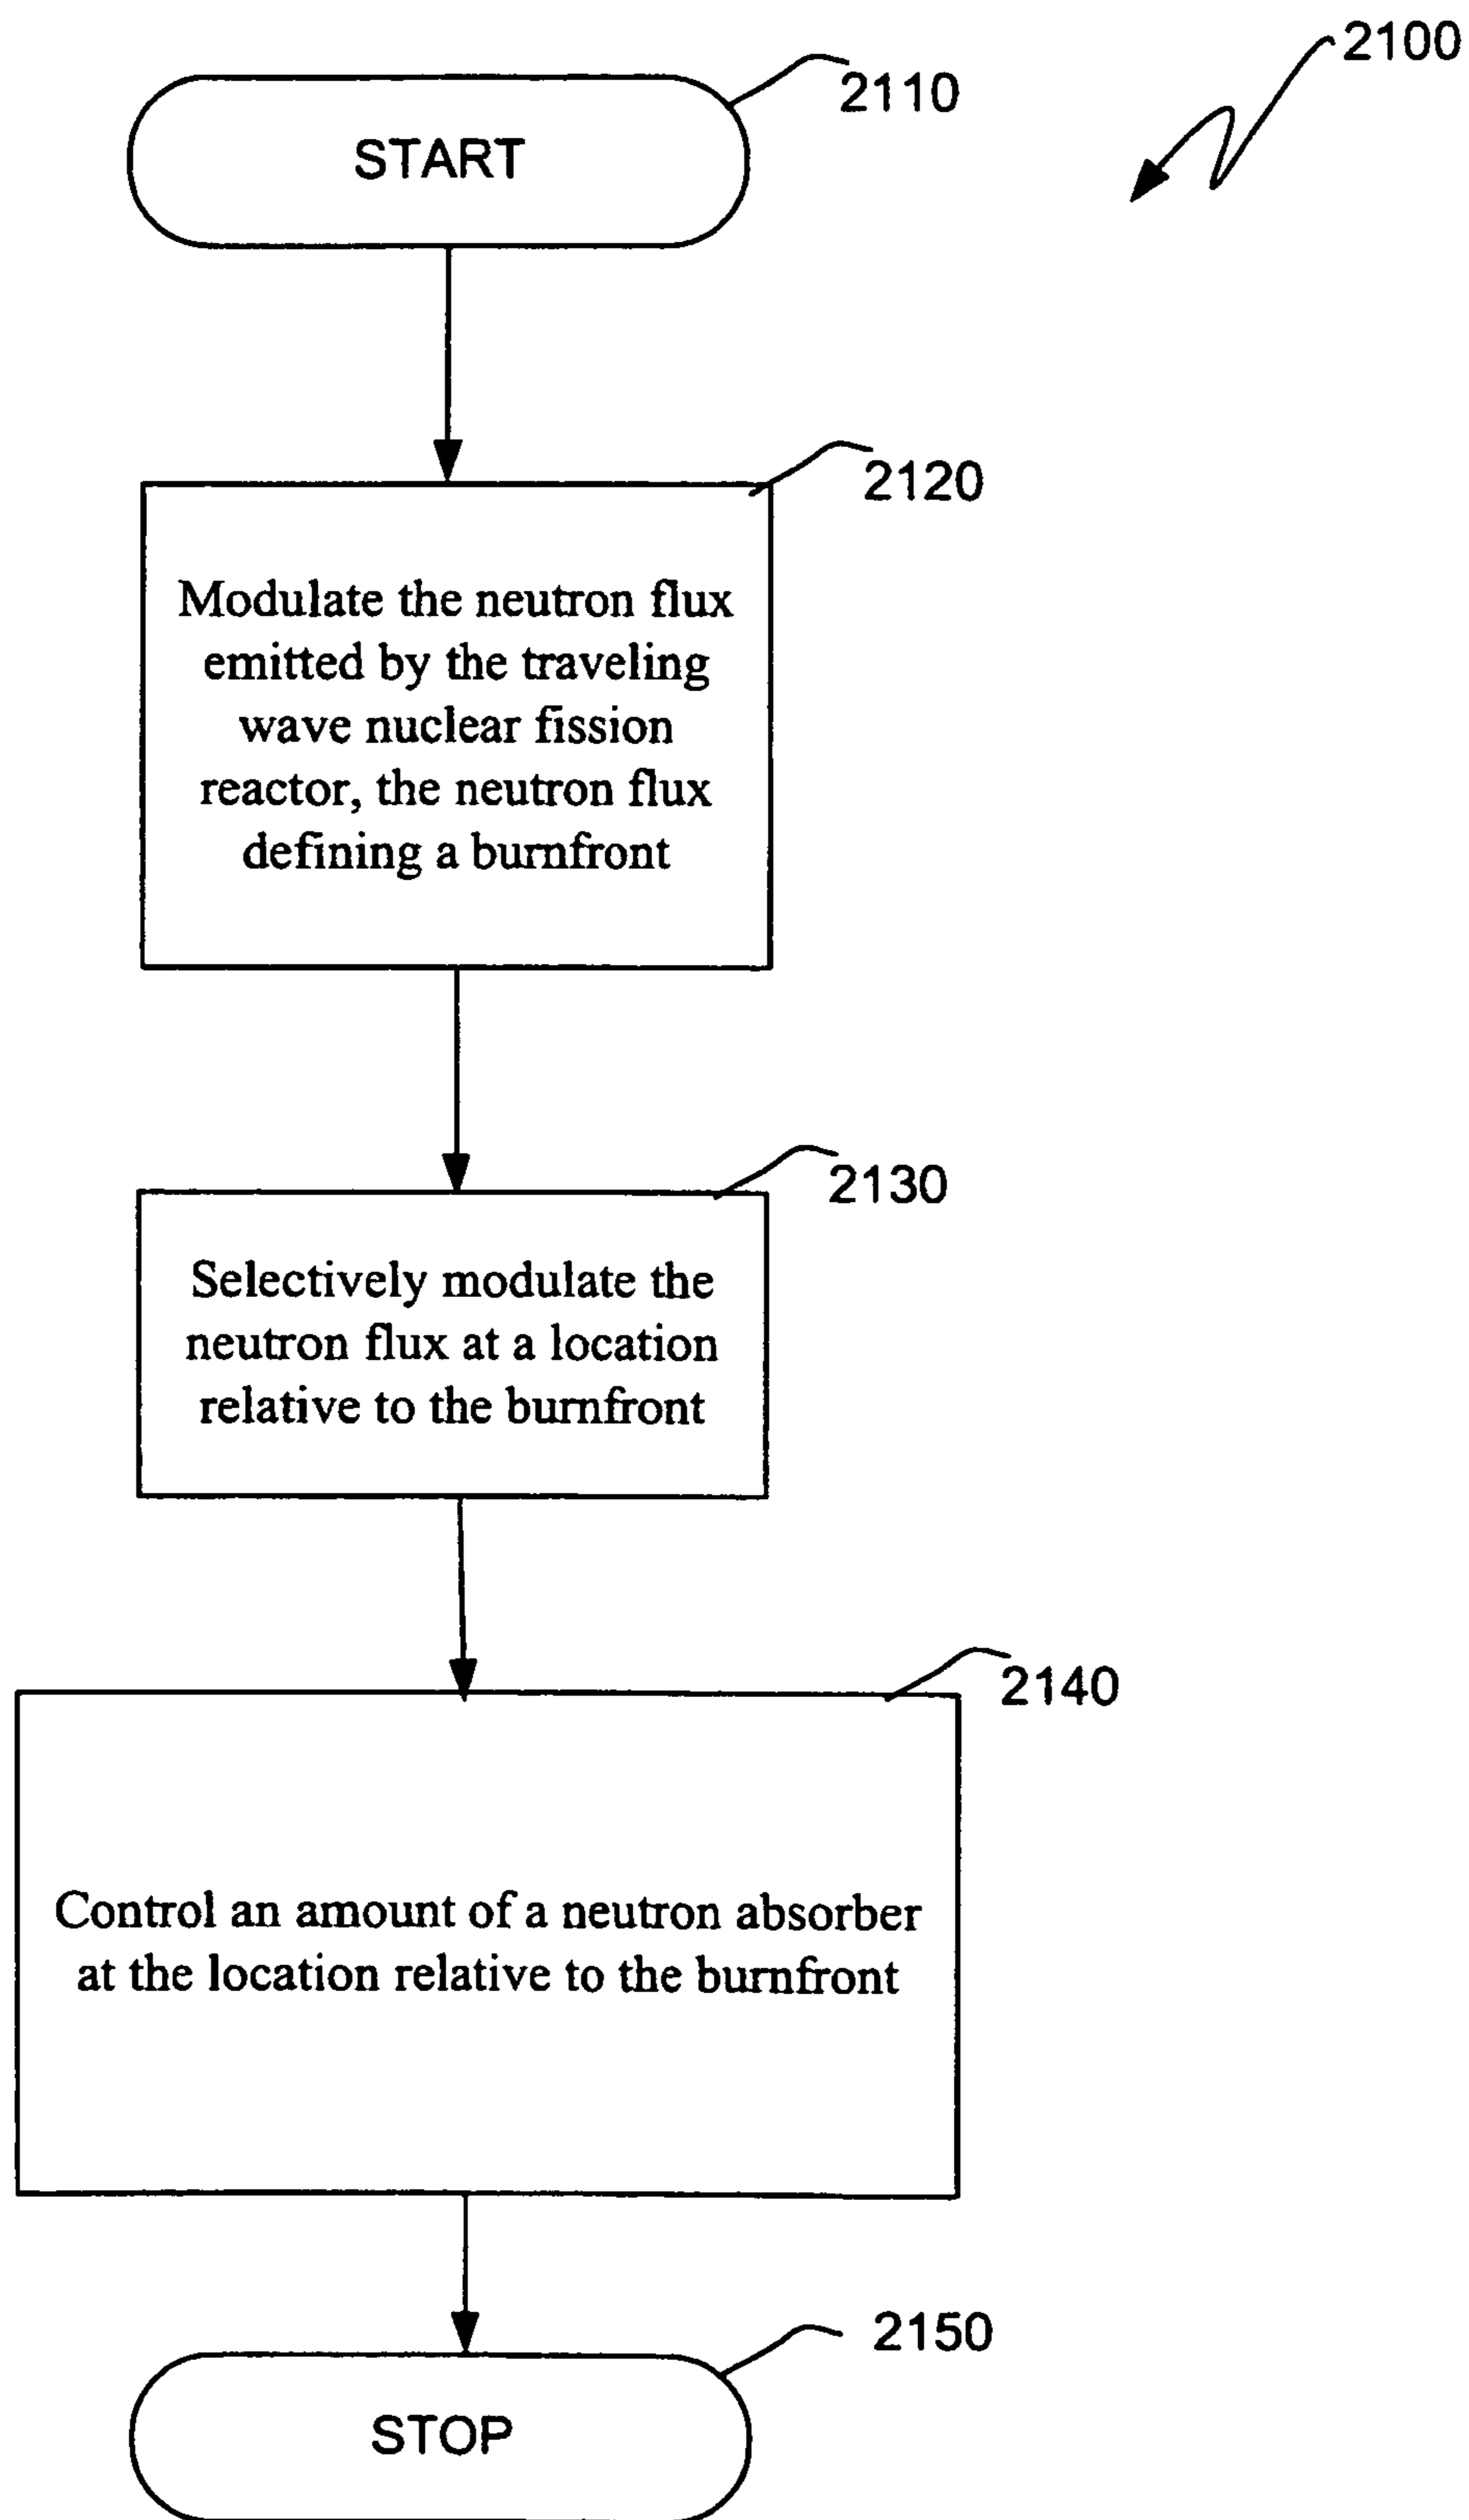 2100
2110
START
2120
Modulate the neutron flux
emitted by the traveling
wave nuclear fission
reactor, the neutron flux
defining a burnfront
2130
Selectively modulate the
neutron flux at a location
relative to the burnfront
2140
Control an amount of a neutron absorber
at the location relative to the burnfront
2150
STOP